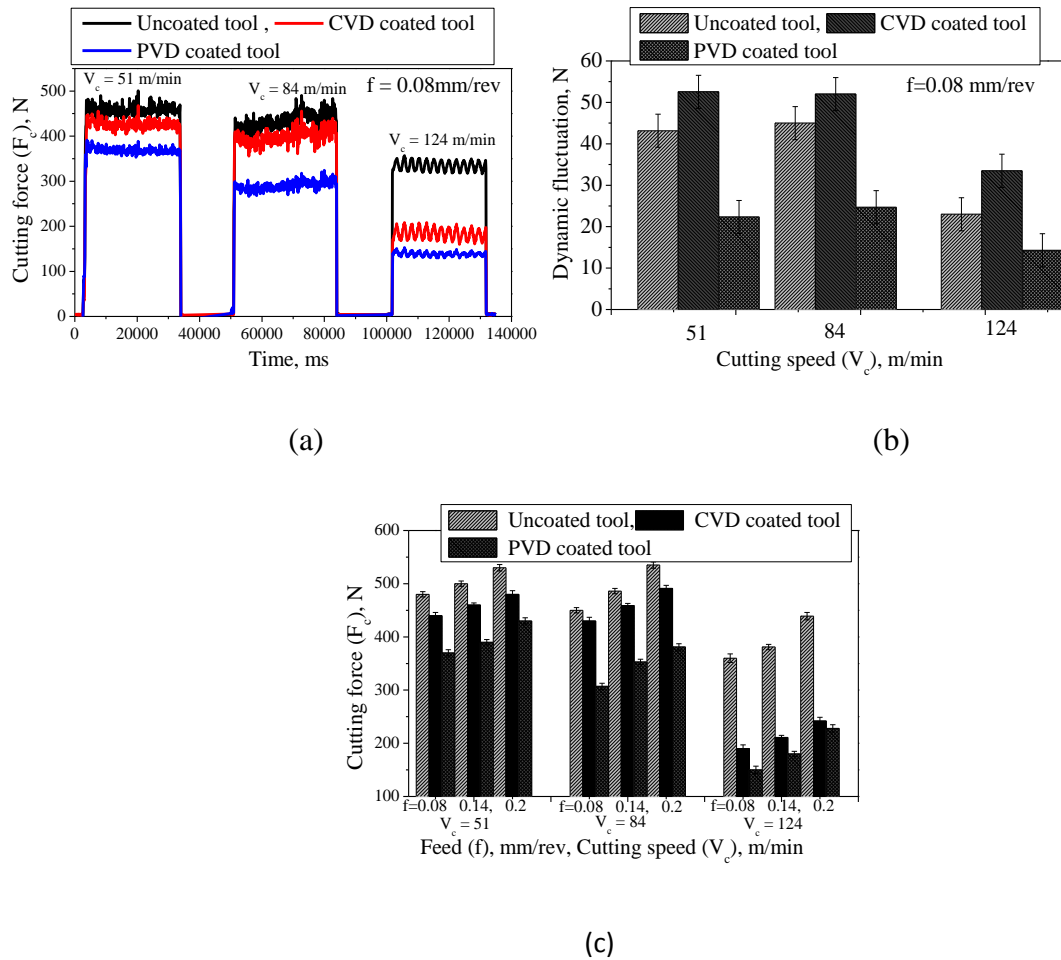 Uncoated tool , CVD coated tool
PVD coated tool
V_c = 51 m/min
V_c = 84 m/min
f = 0.08mm/rev
V_c = 124 m/min
500
400
300
200
100
0
Cutting force (F_c), N
0 20000 40000 60000 80000 100000 120000 140000
Time, ms
(a)
Uncoated tool, CVD coated tool
PVD coated tool
f=0.08 mm/rev
60
50
40
30
20
10
0
Dynamic fluctuation, N
51 84 124
Cutting speed (V_c), m/min
(b)
Uncoated tool, CVD coated tool
PVD coated tool
600
500
400
300
200
100
Cutting force (F_c), N
f=0.08 0.14, 0.2 f=0.08 0.14, 0.2 f=0.08 0.14, 0.2
V_c = 51 V_c = 84 V_c = 124
Feed (f), mm/rev, Cutting speed (V_c), m/min
(c)